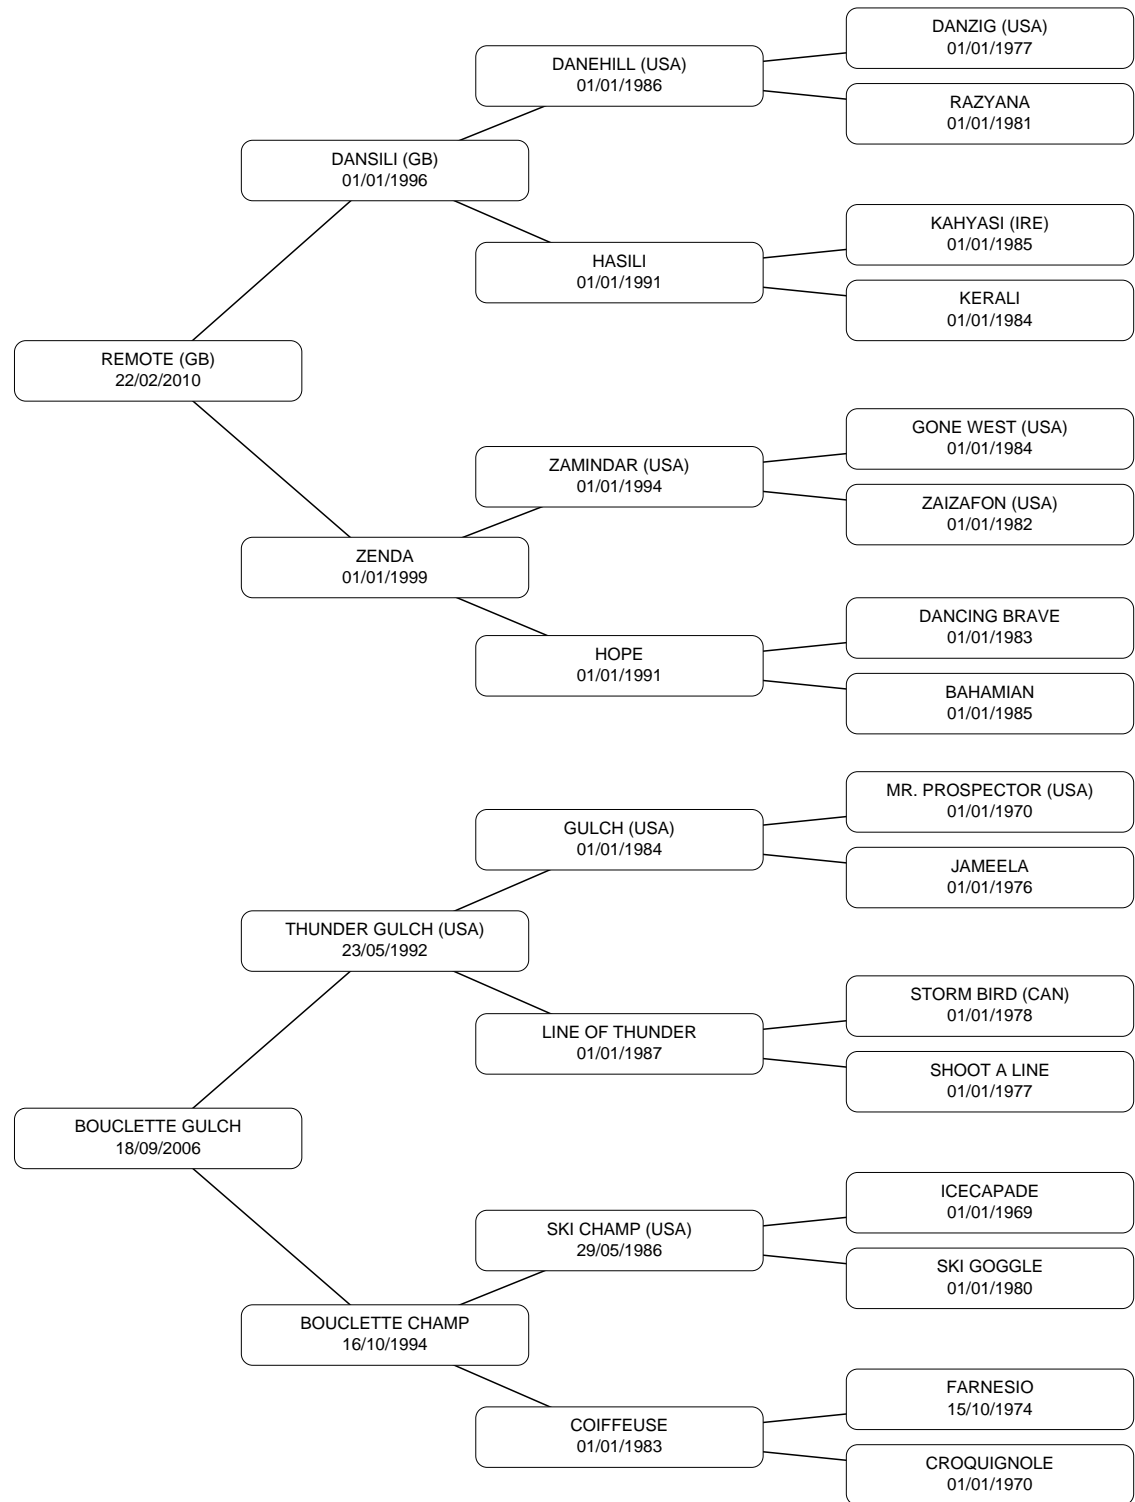 DANZIG (USA)
01/01/1977
DANEHILL (USA)
01/01/1986
RAZYANA
01/01/1981
DANSILI (GB)
01/01/1996
KAHYASI (IRE)
01/01/1985
HASILI
01/01/1991
KERALI
01/01/1984
REMOTE (GB)
22/02/2010
GONE WEST (USA)
01/01/1984
ZAMINDAR (USA)
01/01/1994
ZAIZAFON (USA)
01/01/1982
ZENDA
01/01/1999
DANCING BRAVE
01/01/1983
HOPE
01/01/1991
BAHAMIAN
01/01/1985
MR. PROSPECTOR (USA)
01/01/1970
GULCH (USA)
01/01/1984
JAMEELA
01/01/1976
THUNDER GULCH (USA)
23/05/1992
STORM BIRD (CAN)
01/01/1978
LINE OF THUNDER
01/01/1987
SHOOT A LINE
01/01/1977
BOUCLETTE GULCH
18/09/2006
ICECAPADE
01/01/1969
SKI CHAMP (USA)
29/05/1986
SKI GOGGLE
01/01/1980
BOUCLETTE CHAMP
16/10/1994
FARNESIO
15/10/1974
COIFFEUSE
01/01/1983
CROQUIGNOLE
01/01/1970